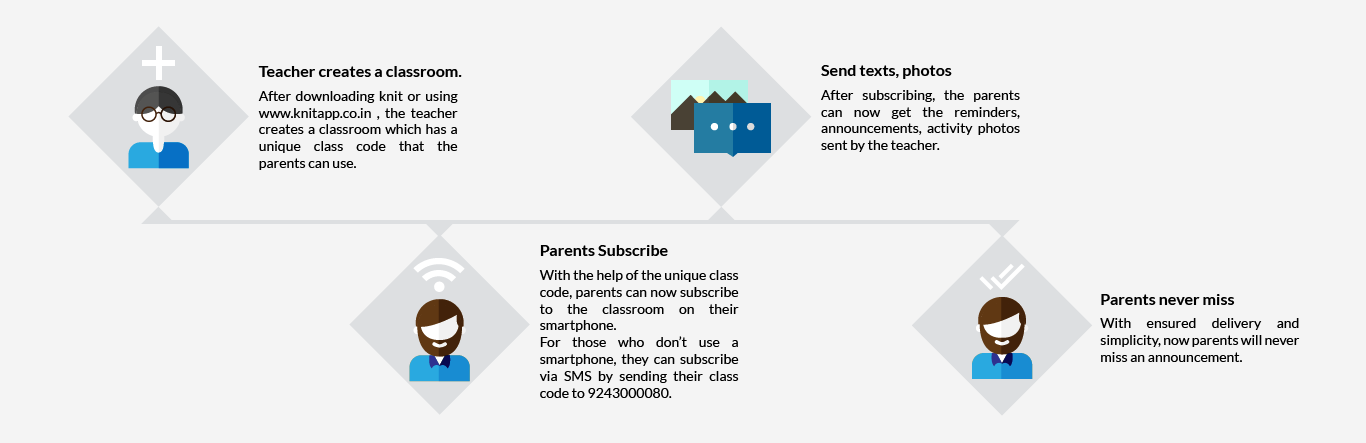 Teacher creates a classroom.
After downloading knit or using
www.knitapp.co.in , the teacher
creates a classroom which has a
unique class code that the
parents can use.
Parents Subscribe
With the help of the unique class
code, parents can now subscribe
to the classroom on their
smartphone.
For those who don't use a
smartphone, they can subscribe
via SMS by sending their class
code to 9243000080.
Send texts, photos
After subscribing, the parents
can now get the reminders,
announcements, activity photos
sent by the teacher.
Parents never miss
With ensured delivery and
simplicity, now parents will never
miss an announcement.